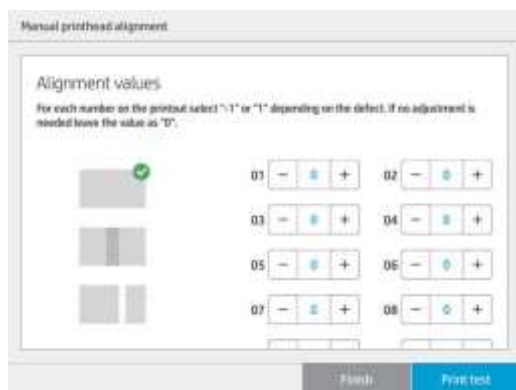 Manual printhead alignment
Alignment values
For each number on the printout select "-1" or "1" depending on the defect. If no adjustment is
needed leave the value as "0".
01 − 0 + 02 − 0 +
03 − 0 + 04 − 0 +
05 − 0 + 06 − 0 +
07 − 0 + 08 − 0 +
Finish Print test